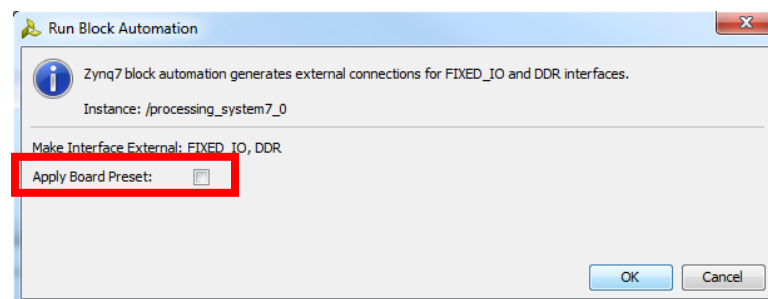 Run Block Automation
Zynq7 block automation generates external connections for FIXED_IO and DDR interfaces.
Instance: /processing_system7_0
Make Interface External: FIXED_IO, DDR
Apply Board Preset:
OK Cancel